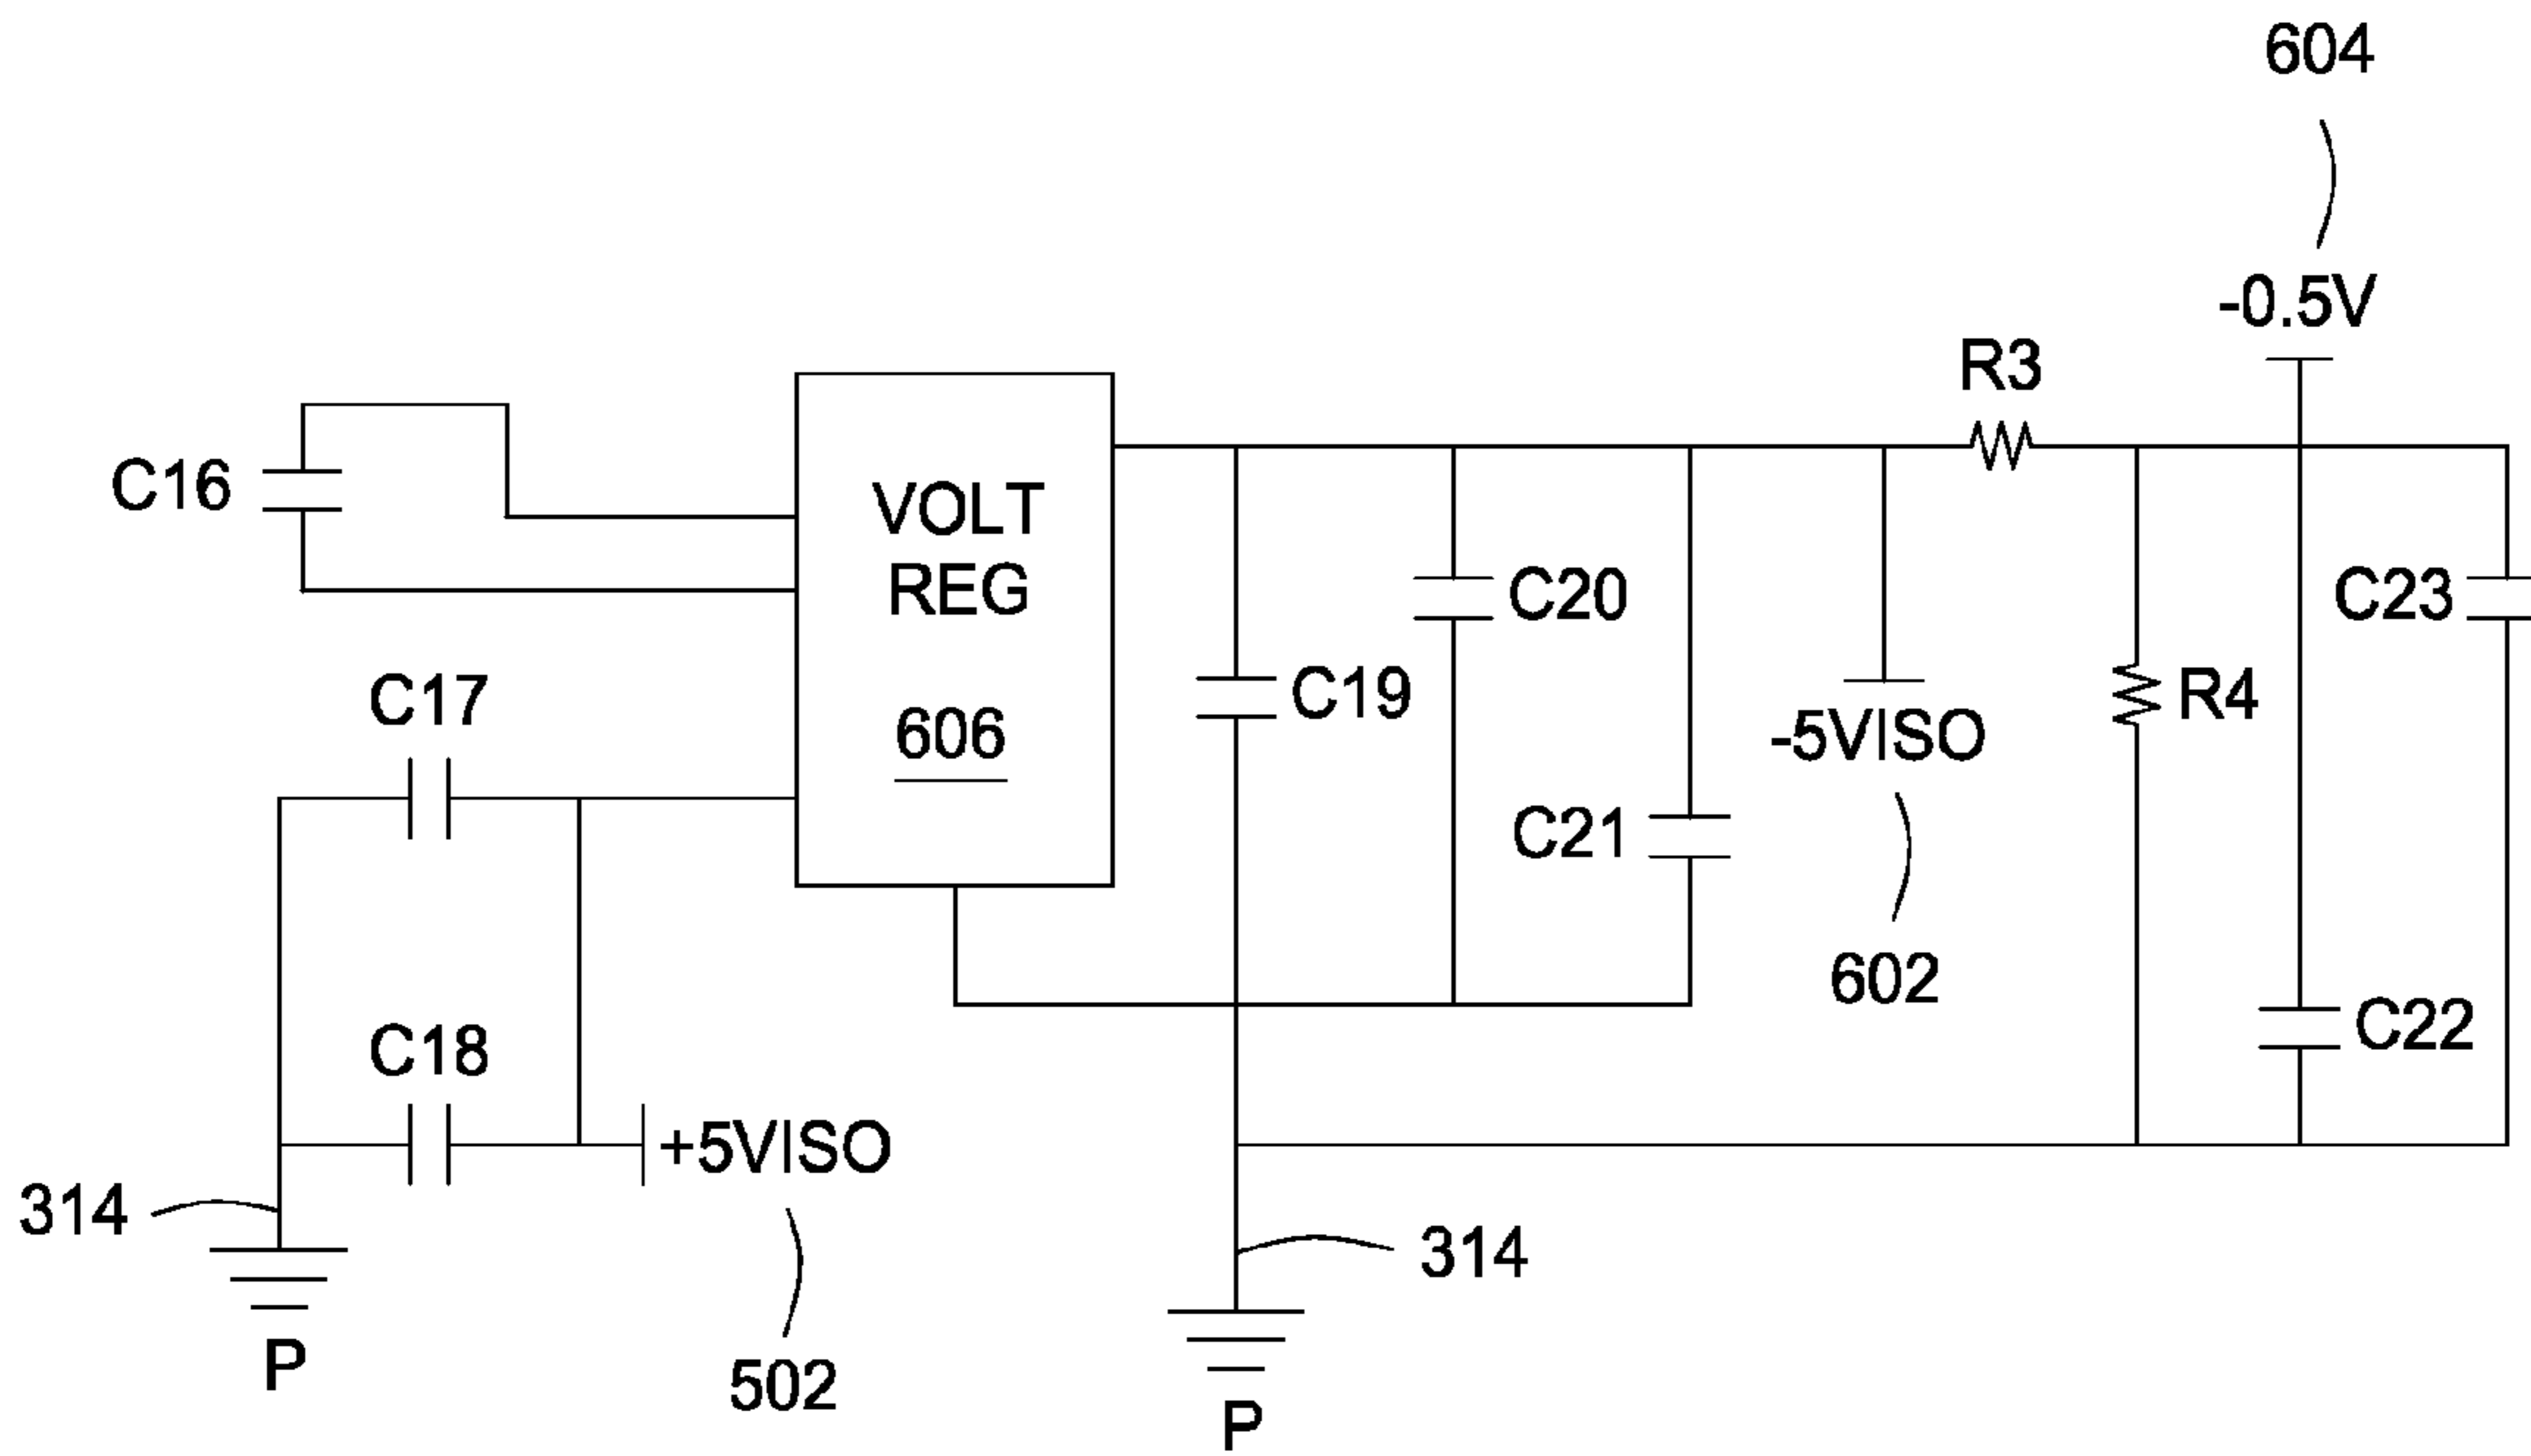 604
-0.5V
R3
C16
VOLT
REG
606
C20
C23
C17
C19
R4
-5VISO
C21
602
C22
C18
+5VISO
314
314
502
P
P